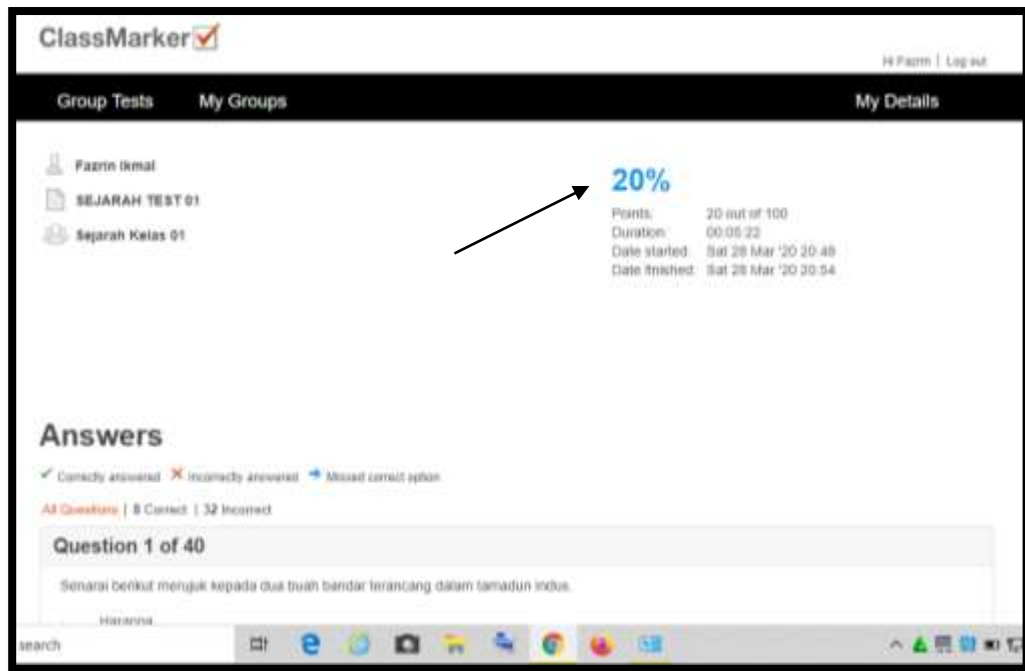 ClassMarker
Hi Fazrin | Log out
Group Tests My Groups My Details
Fazrin Ikmal
SEJARAH TEST 01
Sejarah Kelas 01
20%
Points: 20 out of 100
Duration: 00:05:22
Date started: Sat 28 Mar '20 20:48
Date finished: Sat 28 Mar '20 20:54
Answers
Correctly answered Incorrectly answered Missed correct option
All Questions | 8 Correct | 32 Incorrect
Question 1 of 40
Senarai berikut merujuk kepada dua buah bandar terancang dalam tamadun Indus.
Harappa
search